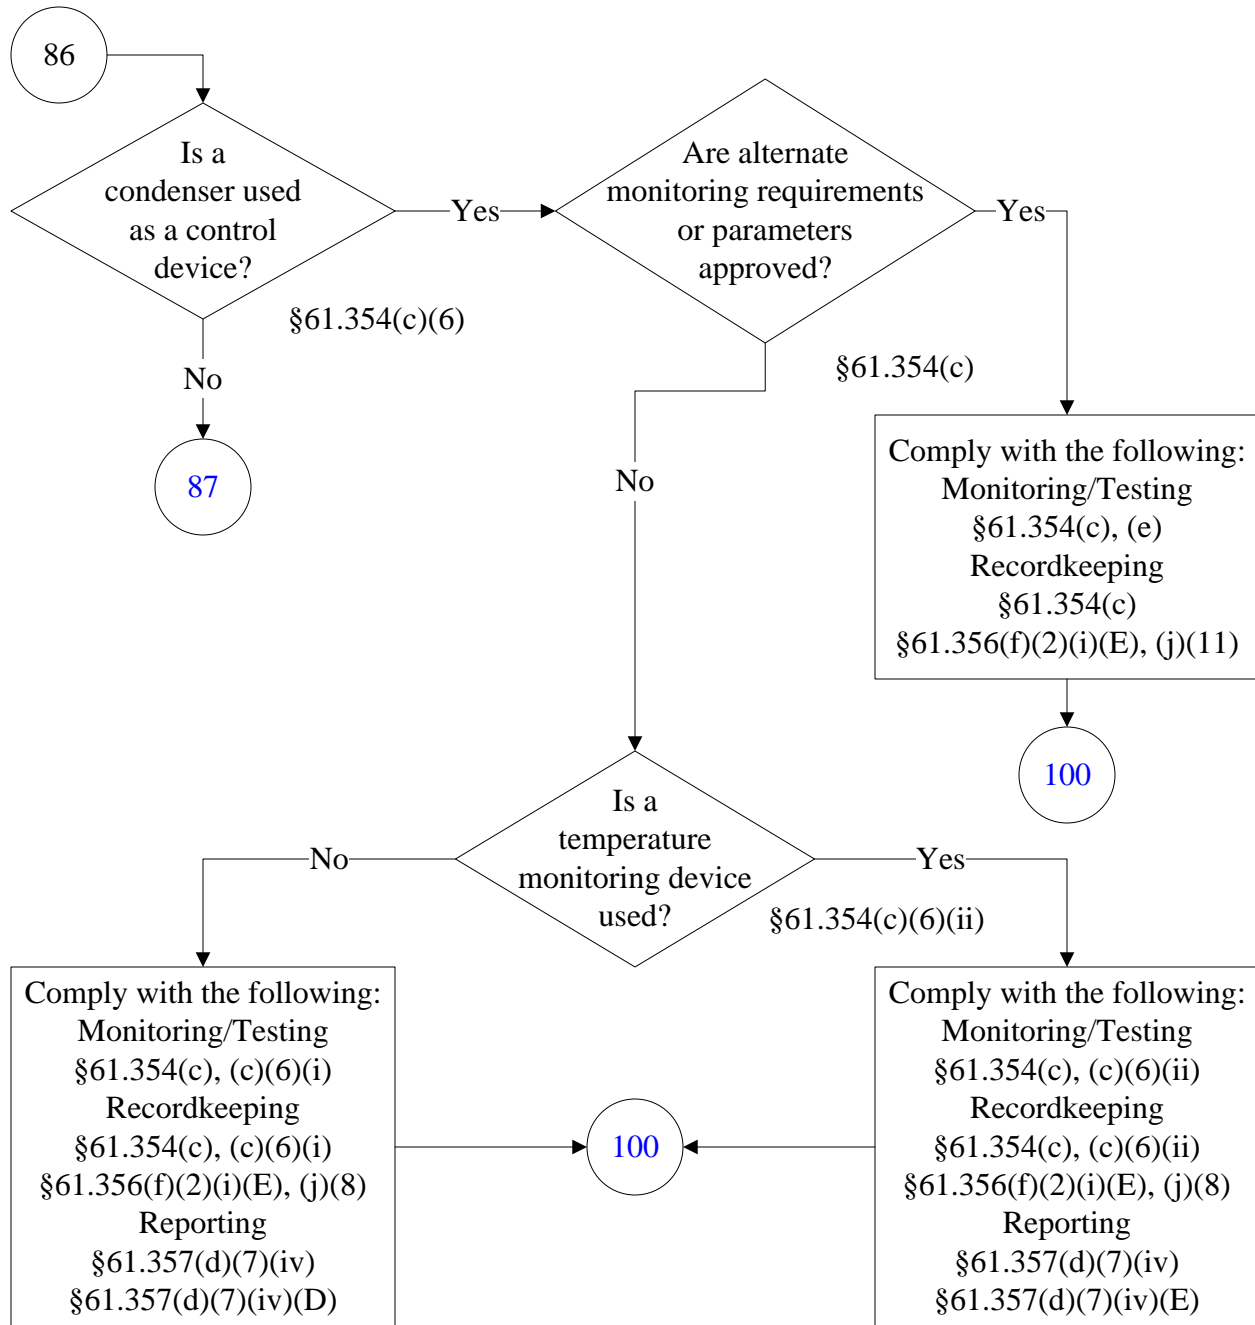 86
Is a
condenser used
as a control
device?
Yes
§61.354(c)(6)
No
87
Are alternate
monitoring requirements
or parameters
approved?
Yes
§61.354(c)
No
Comply with the following:
Monitoring/Testing
§61.354(c), (e)
Recordkeeping
§61.354(c)
§61.356(f)(2)(i)(E), (j)(11)
100
Is a
temperature
monitoring device
used?
No
Yes
§61.354(c)(6)(ii)
Comply with the following:
Monitoring/Testing
§61.354(c), (c)(6)(i)
Recordkeeping
§61.354(c), (c)(6)(i)
§61.356(f)(2)(i)(E), (j)(8)
Reporting
§61.357(d)(7)(iv)
§61.357(d)(7)(iv)(D)
100
Comply with the following:
Monitoring/Testing
§61.354(c), (c)(6)(ii)
Recordkeeping
§61.354(c), (c)(6)(ii)
§61.356(f)(2)(i)(E), (j)(8)
Reporting
§61.357(d)(7)(iv)
§61.357(d)(7)(iv)(E)